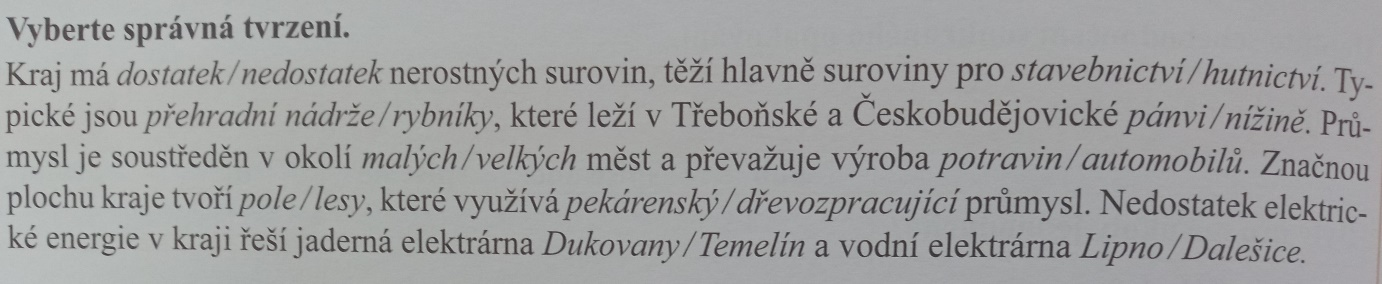 Vyberte správná tvrzení.
Kraj má dostatek/nedostatek nerostných surovin, těží hlavně suroviny pro stavebnictví/hutnictví. Ty-
pické jsou přehradní nádrže/rybníky, které leží v Třeboňské a Českobudějovické pánvi/nížině. Prů-
mysl je soustředěn v okolí malých/velkých měst a převažuje výroba potravin/automobilů. Značnou
plochu kraje tvoří pole/lesy, které využívá pekárenský/dřevozpracující průmysl. Nedostatek elektric-
ké energie v kraji řeší jaderná elektrárna Dukovany/Temelín a vodní elektrárna Lipno/Dalešice.